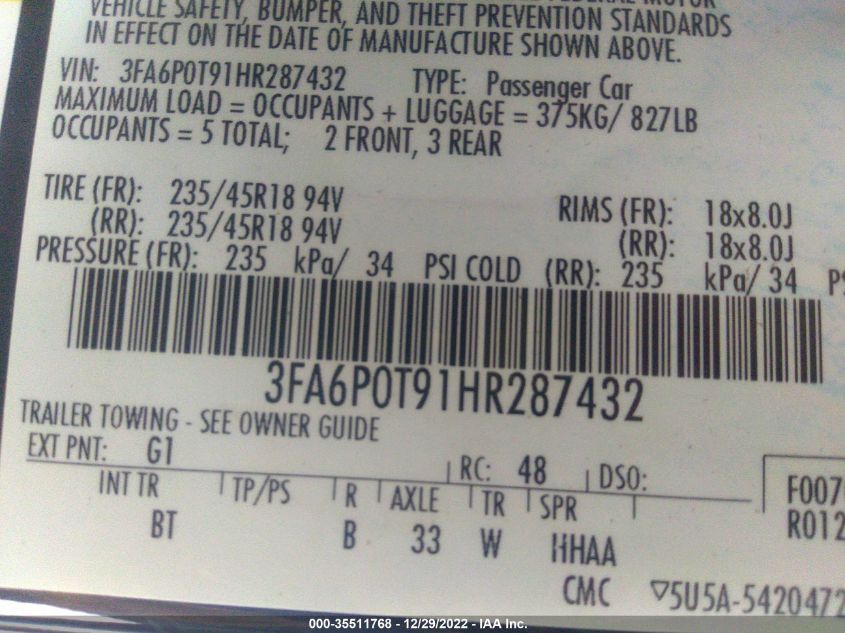 VEHICLE SAFETY, BUMPER, AND THEFT PREVENTION STANDARDS
IN EFFECT ON THE DATE OF MANUFACTURE SHOWN ABOVE.
VIN: 3FA6P0T91HR287432 TYPE: Passenger Car
MAXIMUM LOAD = OCCUPANTS + LUGGAGE = 375KG/ 827LB
OCCUPANTS = 5 TOTAL; 2 FRONT, 3 REAR
TIRE (FR): 235/45R18 94V RIMS (FR): 18x8.0J
(RR): 235/45R18 94V (RR): 18x8.0J
PRESSURE (FR): 235 kPa/ 34 PSI COLD (RR): 235 kPa/ 34 PS
3FA6P0T91HR287432
TRAILER TOWING - SEE OWNER GUIDE
EXT PNT: G1 RC: 48 DSO:
INT TR TP/PS R AXLE TR SPR
BT B 33 W HHAA
F007
R012
CMC ▽5U5A-5420472
000-35511768 - 12/29/2022 - IAA Inc.